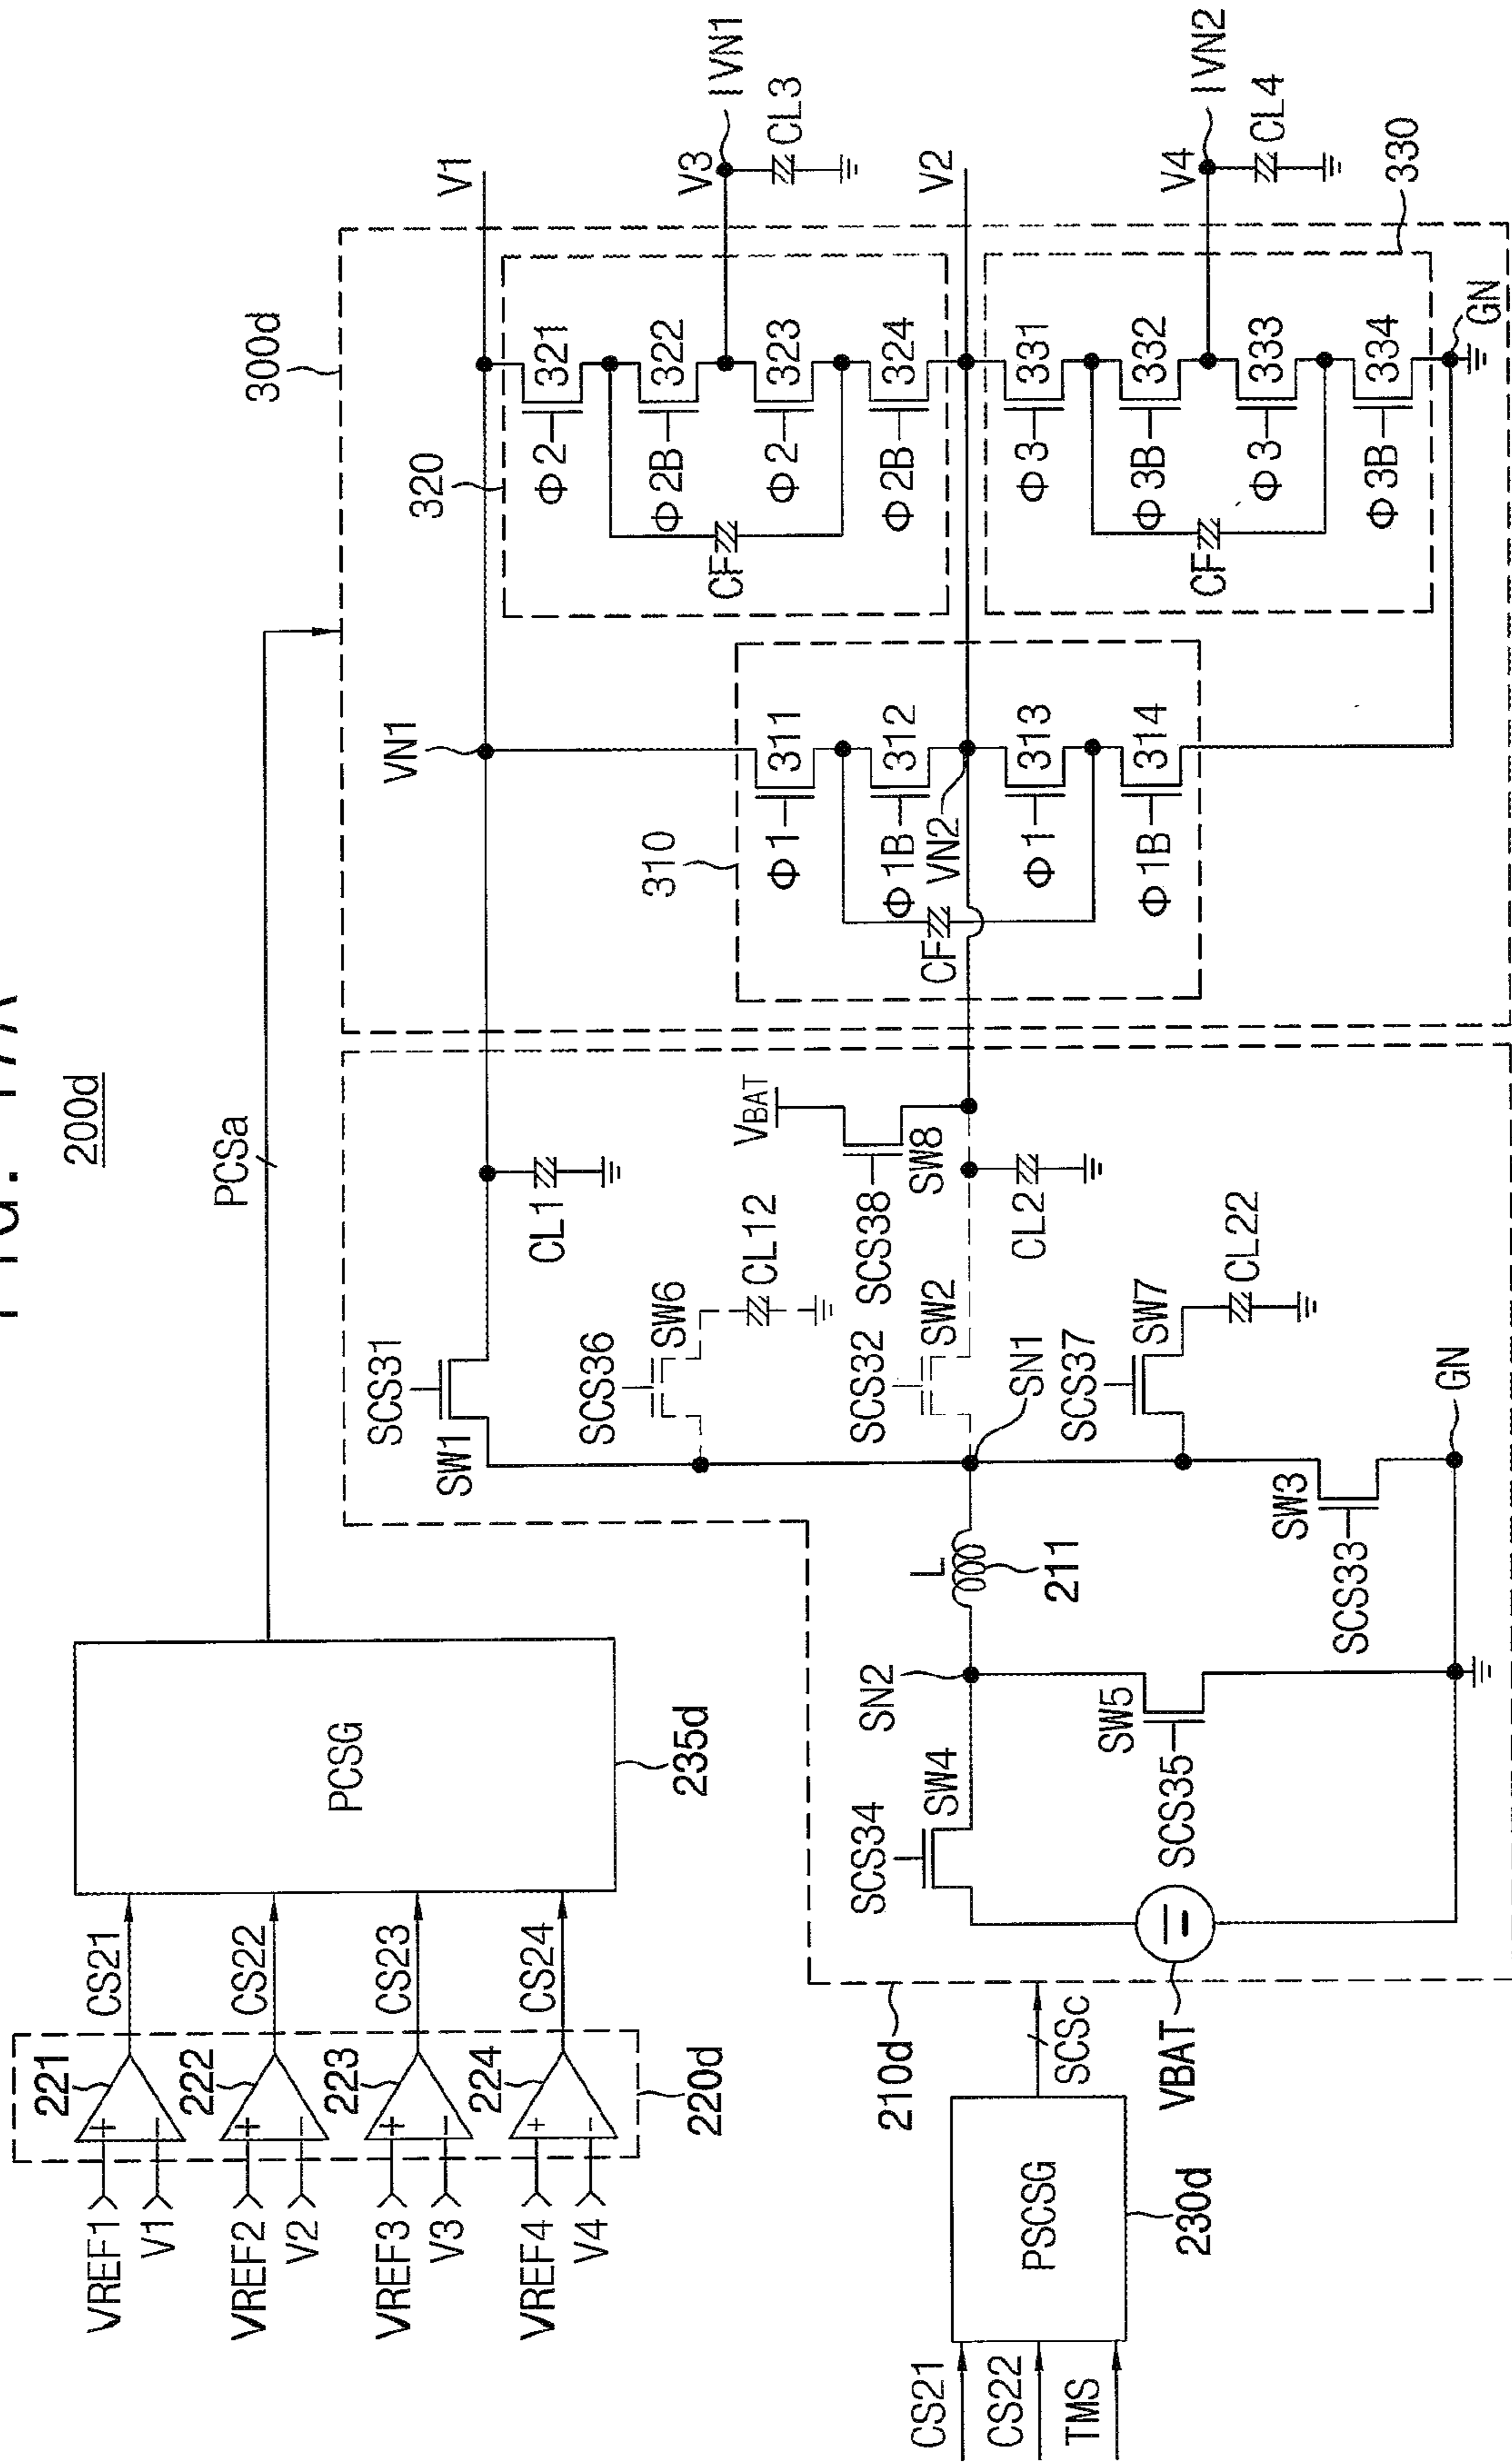 FIG. 17A
200d
VREF1
V1
VREF2
V2
VREF3
V3
VREF4
V4
221
222
223
224
+
-
+
-
+
-
+
-
220d
CS21
CS22
CS23
CS24
PCSG
235d
PCSa
300d
CS21
CS22
TMS
PSCSG
230d
SCSc
210d
VBAT
SCS34
SW4
SN2
SCS35
SW5
L
211
SCS31
SW1
SCS36
SW6
CL12
SCS32
SW2
SN1
SCS37
SW7
CL22
SCS33
SW3
GN
CL1
VBAT
SCS38
SW8
CL2
VN1
310
Φ1
311
Φ1B
312
VN2
Φ1
313
Φ1B
314
CF
320
Φ2
321
Φ2B
322
Φ2
323
Φ2B
324
CF
Φ3
331
Φ3B
332
Φ3
333
Φ3B
334
CF
330
GN
V1
V3
IVN1
CL3
V2
V4
IVN2
CL4